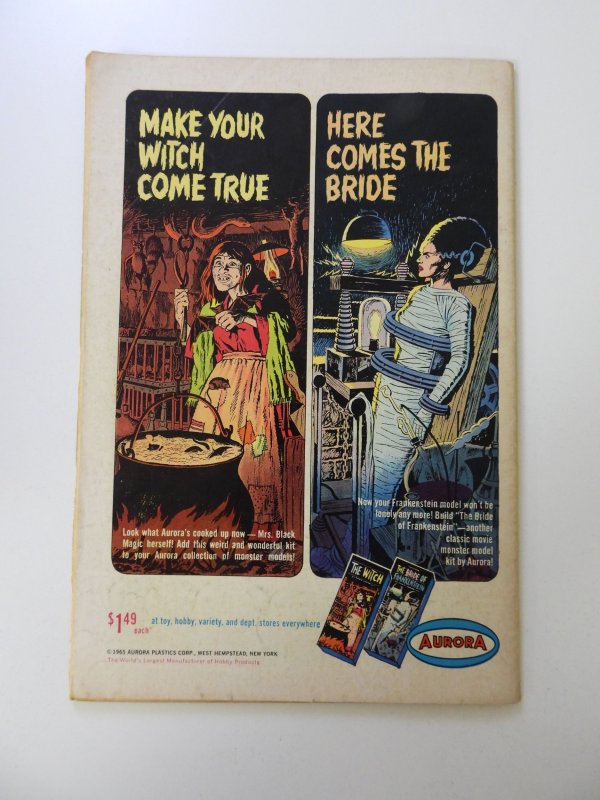 MAKE YOUR
WITCH
COME TRUE
Look what Aurora's cooked up now — Mrs. Black
Magic herself! Add this weird and wonderful kit
to your Aurora collection of monster models!
HERE
COMES THE
BRIDE
Now your Frankenstein model won't be
lonely any more! Build "The Bride
of Frankenstein"—another
classic movie
monster model
kit by Aurora!
$1.49
each
at toy, hobby, variety, and dept. stores everywhere
THE WITCH
THE BRIDE OF
FRANKENSTEIN
AURORA
©1965 AURORA PLASTICS CORP., WEST HEMPSTEAD, NEW YORK
The World's Largest Manufacturer of Hobby Products